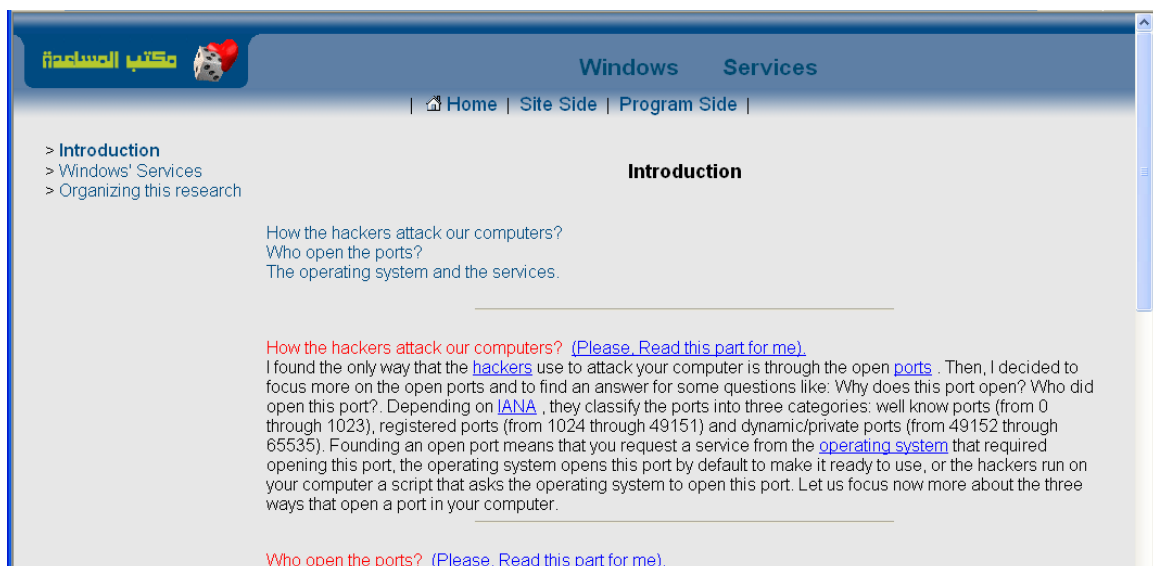 مكتب المساعدة
Windows Services
| Home | Site Side | Program Side |
> Introduction
> Windows' Services
> Organizing this research
Introduction
How the hackers attack our computers?
Who open the ports?
The operating system and the services.
How the hackers attack our computers? (Please, Read this part for me).
I found the only way that the hackers use to attack your computer is through the open ports . Then, I decided to
focus more on the open ports and to find an answer for some questions like: Why does this port open? Who did
open this port?. Depending on IANA , they classify the ports into three categories: well know ports (from 0
through 1023), registered ports (from 1024 through 49151) and dynamic/private ports (from 49152 through
65535). Founding an open port means that you request a service from the operating system that required
opening this port, the operating system opens this port by default to make it ready to use, or the hackers run on
your computer a script that asks the operating system to open this port. Let us focus now more about the three
ways that open a port in your computer.
Who open the ports? (Please, Read this part for me).